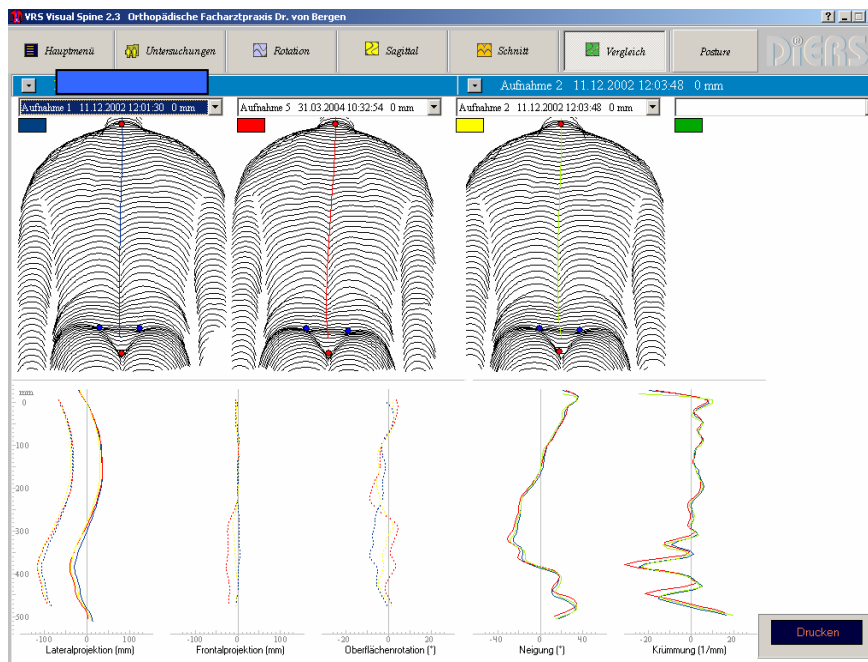 VRS Visual Spine 2.3 Orthopädische Facharztpraxis Dr. von Bergen
Hauptmenü Untersuchungen Rotation Sagittal Schnitt Vergleich Posture DIERS
Aufnahme 2 11.12.2002 12:03:48 0 mm
Aufnahme 1 11.12.2002 12:01:30 0 mm Aufnahme 5 31.03.2004 10:32:54 0 mm Aufnahme 2 11.12.2002 12:03:48 0 mm
mm
0
100
200
300
400
500
-100 0 100 -100 0 100 -20 0 20 -40 0 40 -20 0 20
Lateralprojektion (mm) Frontalprojektion (mm) Oberflächenrotation (°) Neigung (°) Krümmung (1/mm)
Drucken